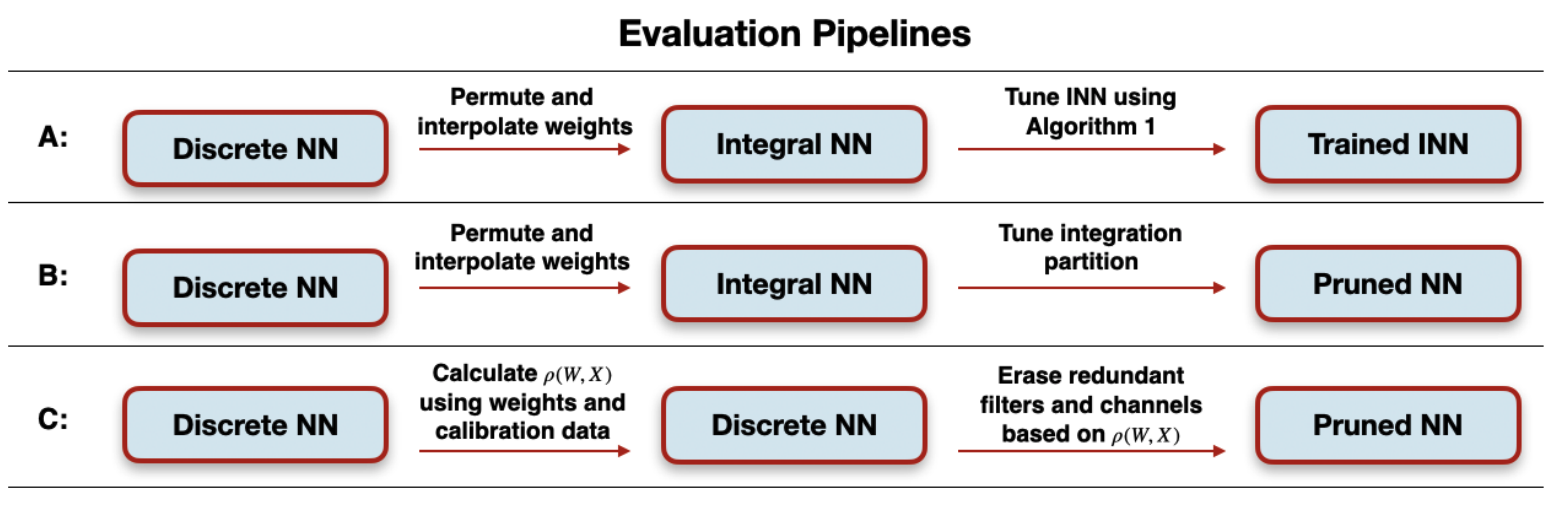 Evaluation Pipelines
A:
Discrete NN
Permute and
interpolate weights
Integral NN
Tune INN using
Algorithm 1
Trained INN
B:
Discrete NN
Permute and
interpolate weights
Integral NN
Tune integration
partition
Pruned NN
C:
Discrete NN
Calculate ρ(W, X)
using weights and
calibration data
Discrete NN
Erase redundant
filters and channels
based on ρ(W, X)
Pruned NN